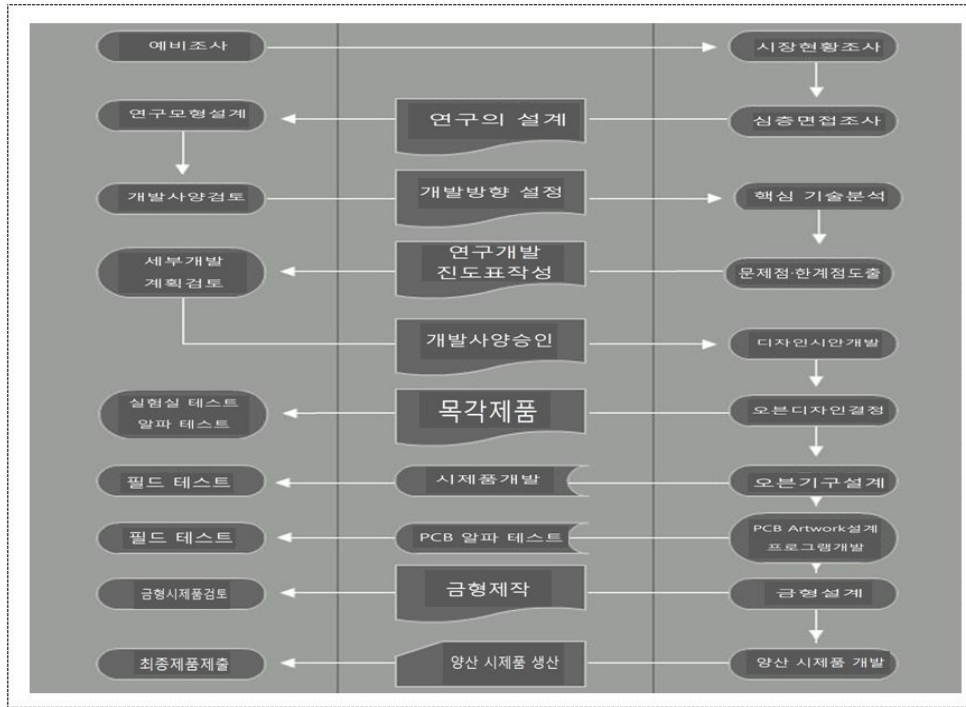 예비조사
시장현황조사
연구모형설계
연구의 설계
심층면접조사
개발사양검토
개발방향 설정
핵심 기술분석
세부개발
계획검토
연구개발
진도표작성
문제점·한계점도출
개발사양승인
디자인시안개발
실험실 테스트
알파 테스트
목각제품
오븐디자인결정
필드 테스트
시제품개발
오븐기구설계
필드 테스트
PCB 알파 테스트
PCB Artwork설계
프로그램개발
금형시제품검토
금형제작
금형설계
최종제품제출
양산 시제품 생산
양산 시제품 개발